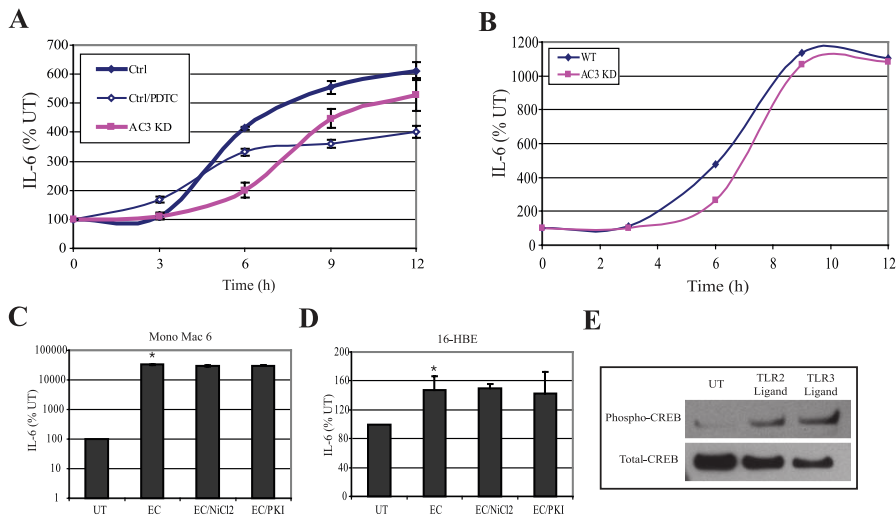 A
Ctrl
Ctrl/PDTC
AC3 KD
IL-6 (% UT)
700
600
500
400
300
200
100
0
0 3 6 9 12
Time (h)
B
WT
AC3 KD
IL-6 (% UT)
1200
1000
800
600
400
200
0
0 2 4 6 8 10 12
Time (h)
C
Mono Mac 6
IL-6 (% UT)
100000
10000
1000
100
10
1
*
UT EC EC/NiCl2 EC/PKI
D
16-HBE
IL-6 (% UT)
200
160
120
80
40
0
*
UT EC EC/NiCl2 EC/PKI
E
UT TLR2 Ligand TLR3 Ligand
Phospho-CREB
Total-CREB